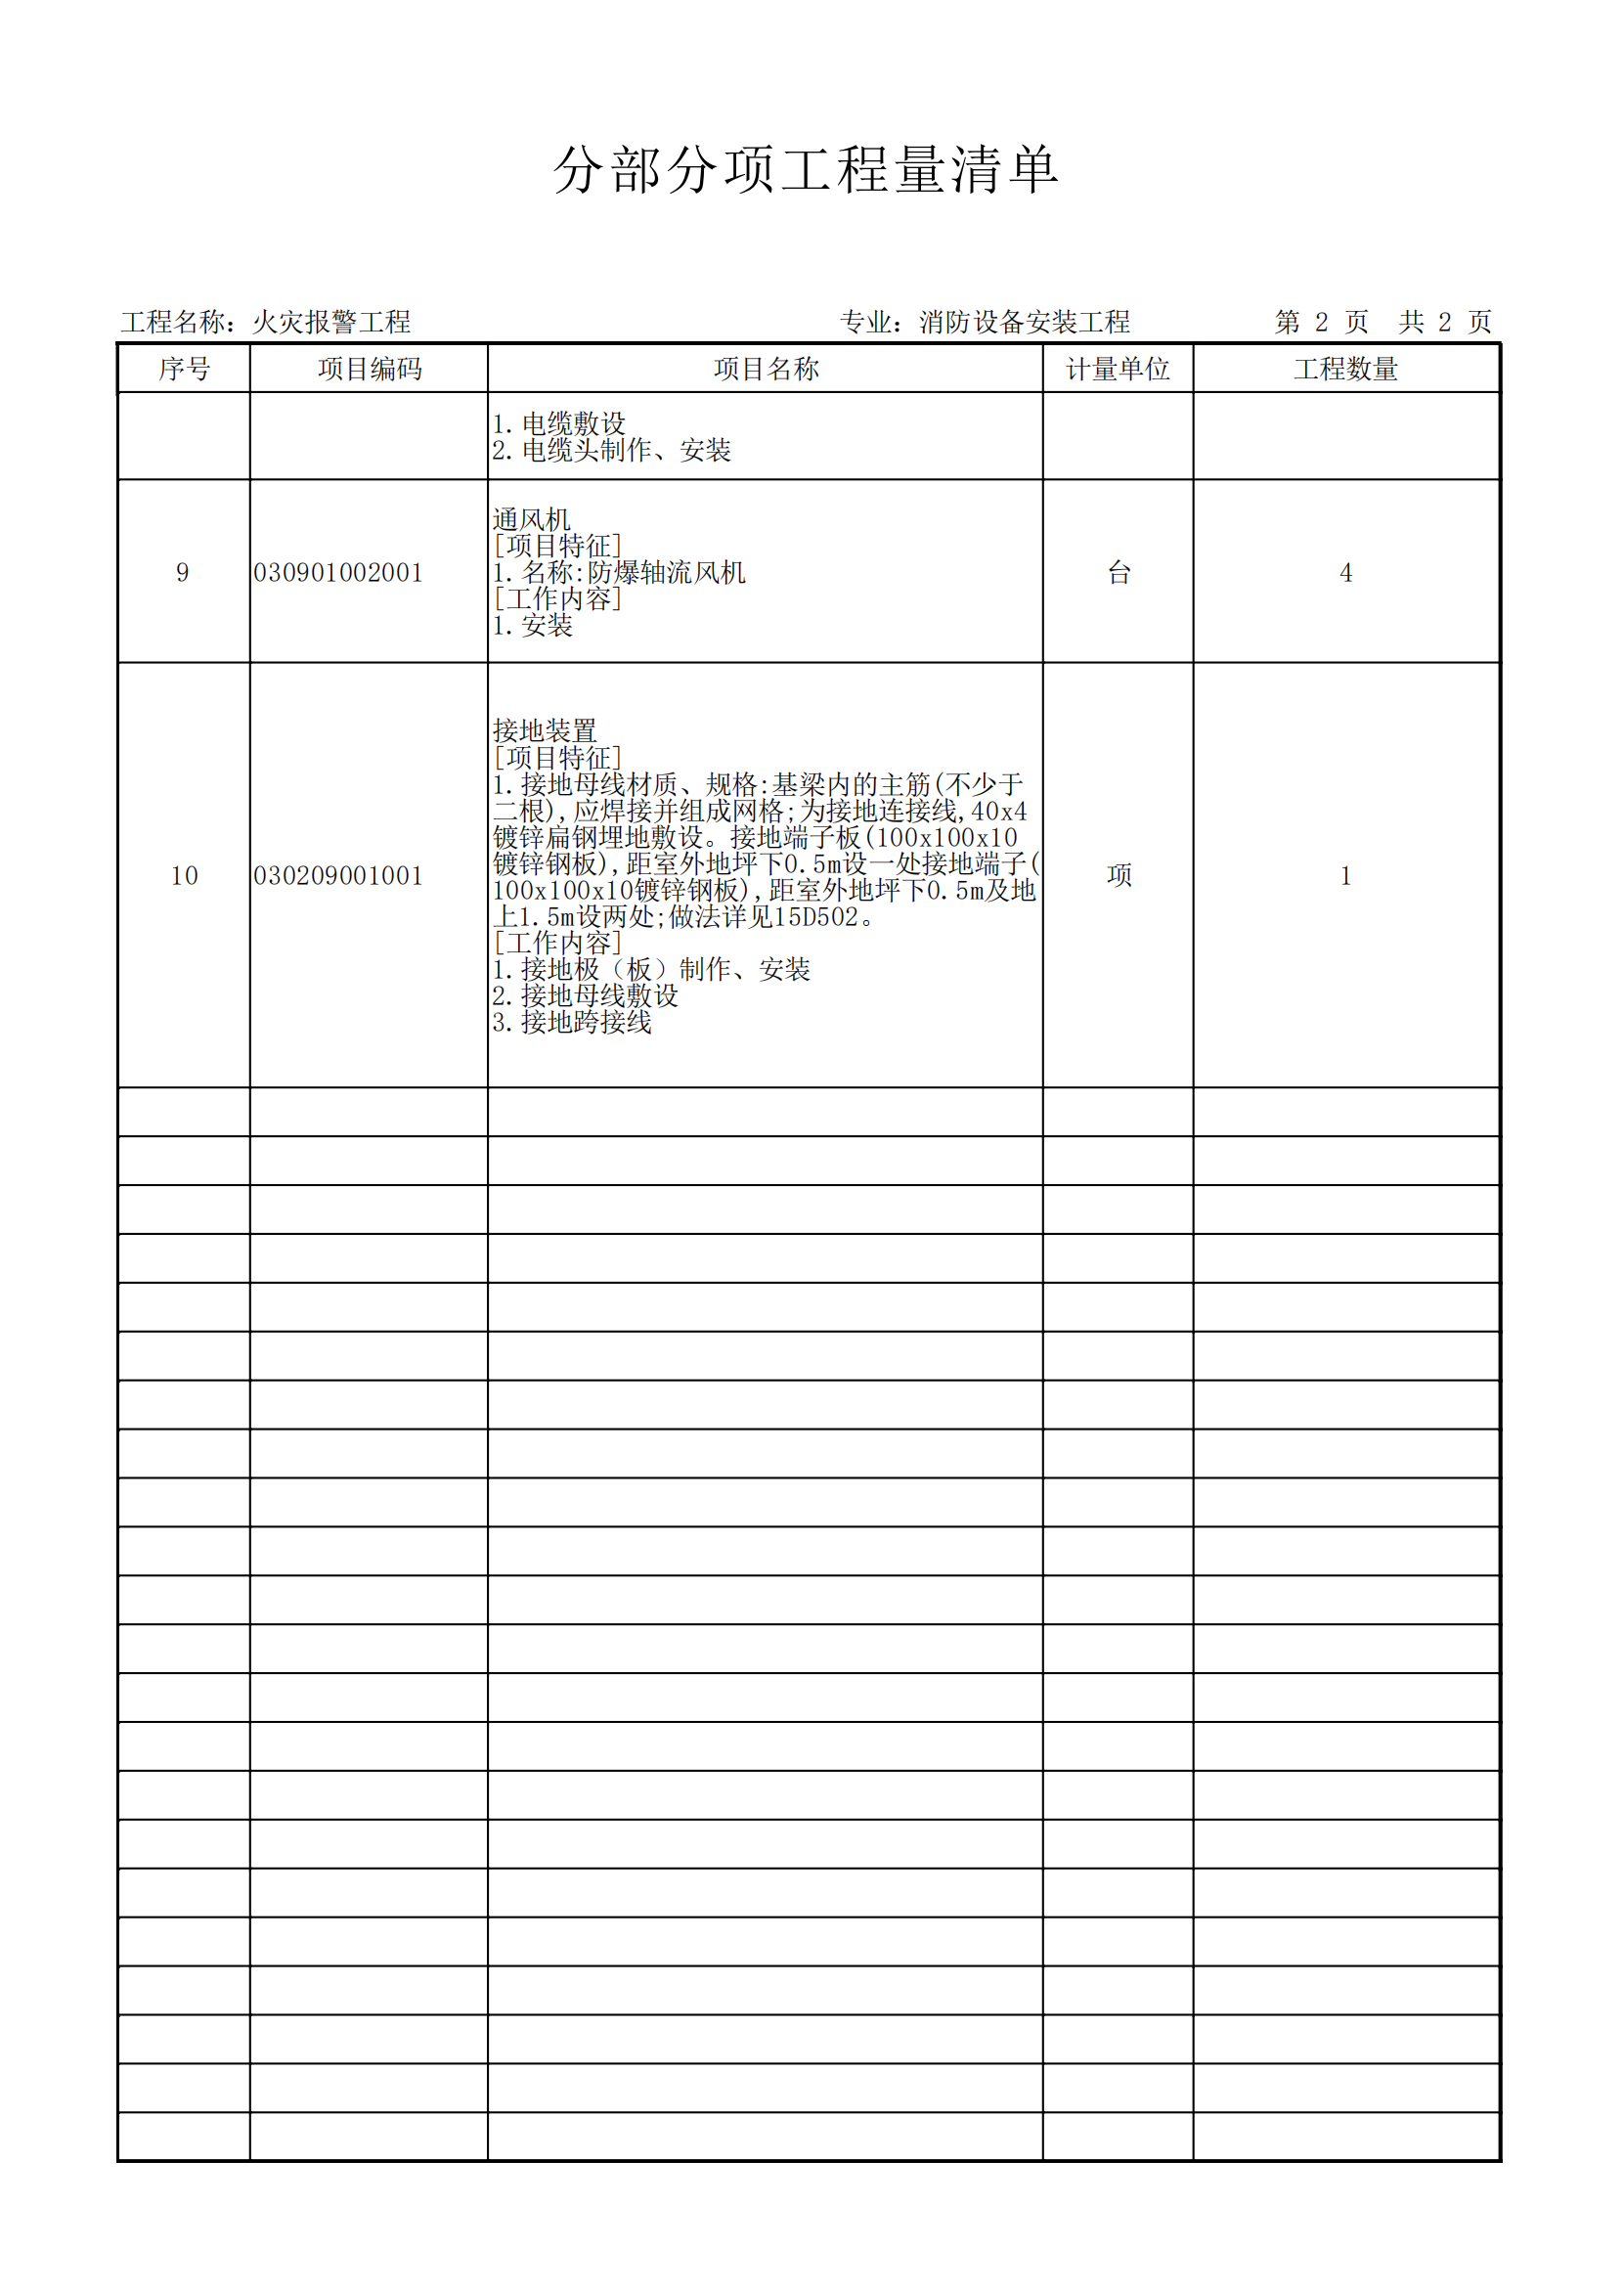 分部分项工程量清单
工程名称：火灾报警工程 专业：消防设备安装工程 第 2 页 共 2 页
序号 项目编码 项目名称 计量单位 工程数量
1.电缆敷设
2.电缆头制作、安装
通风机
[项目特征]
9 030901002001 1.名称:防爆轴流风机 台 4
[工作内容]
1.安装
接地装置
[项目特征]
1.接地母线材质、规格:基梁内的主筋(不少于
二根),应焊接并组成网格;为接地连接线,40x4
镀锌扁钢埋地敷设。接地端子板(100x100x10
镀锌钢板),距室外地坪下0.5m设一处接地端子(
10 030209001001 100x100x10镀锌钢板),距室外地坪下0.5m及地 项 1
上1.5m设两处;做法详见15D502。
[工作内容]
1.接地极（板）制作、安装
2.接地母线敷设
3.接地跨接线